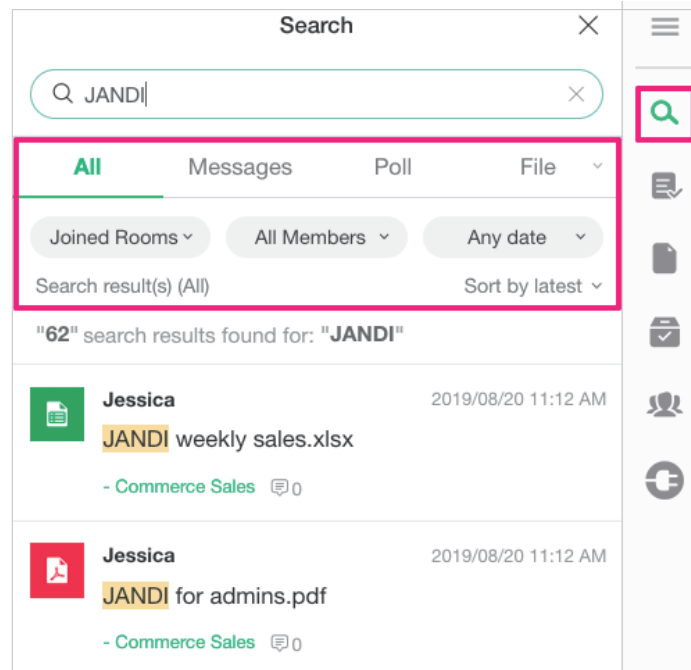 Search
JANDI
All Messages Poll File
Joined Rooms All Members Any date
Search result(s) (All) Sort by latest
"62" search results found for: "JANDI"
Jessica 2019/08/20 11:12 AM
JANDI weekly sales.xlsx
- Commerce Sales 0
Jessica 2019/08/20 11:12 AM
JANDI for admins.pdf
- Commerce Sales 0